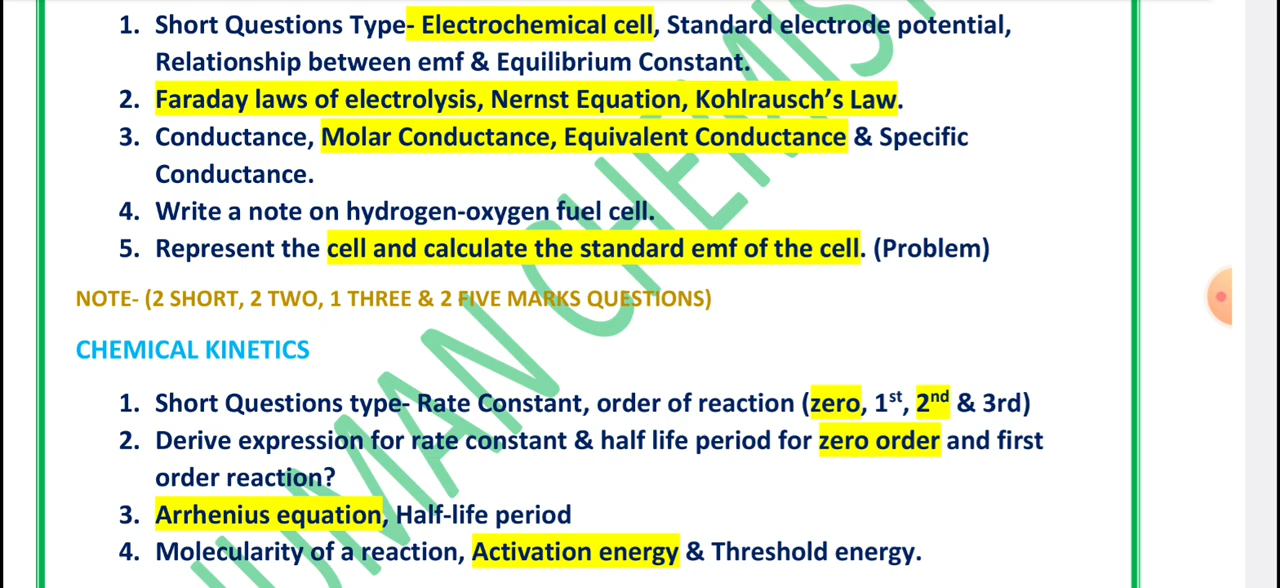 1. Short Questions Type- Electrochemical cell, Standard electrode potential,
Relationship between emf & Equilibrium Constant.
2. Faraday laws of electrolysis, Nernst Equation, Kohlrausch’s Law.
3. Conductance, Molar Conductance, Equivalent Conductance & Specific
Conductance.
4. Write a note on hydrogen-oxygen fuel cell.
5. Represent the cell and calculate the standard emf of the cell. (Problem)
NOTE- (2 SHORT, 2 TWO, 1 THREE & 2 FIVE MARKS QUESTIONS)
CHEMICAL KINETICS
1. Short Questions type- Rate Constant, order of reaction (zero, 1st, 2nd & 3rd)
2. Derive expression for rate constant & half life period for zero order and first
order reaction?
3. Arrhenius equation, Half-life period
4. Molecularity of a reaction, Activation energy & Threshold energy.